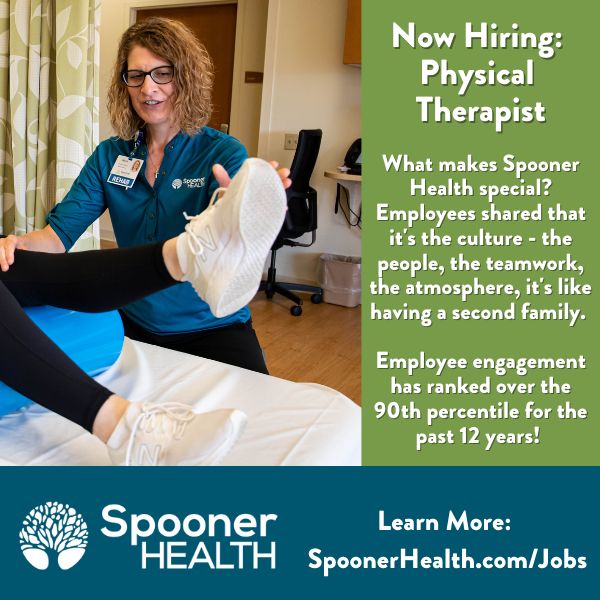 Now Hiring:
Physical
Therapist
What makes Spooner
Health special?
Employees shared that
it's the culture - the
people, the teamwork,
the atmosphere, it's like
having a second family.
Employee engagement
has ranked over the
90th percentile for the
past 12 years!
REHAB
Spooner
HEALTH
Spooner
HEALTH
Learn More:
SpoonerHealth.com/Jobs